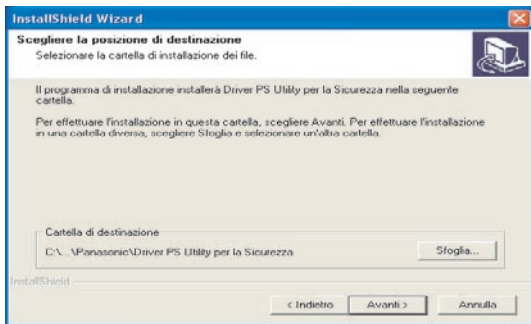 InstallShield Wizard
Scegliere la posizione di destinazione
Selezionare la cartella di installazione dei file.
Il programma di installazione installerà Driver PS Utility per la Sicurezza nella seguente
cartella.
Per effettuare l'installazione in questa cartella, scegliere Avanti. Per effettuare l'installazione
in una cartella diversa, scegliere Sfoglia e selezionare un'altra cartella.
Cartella di destinazione
C:\...\Panasonic\Driver PS Utility per la Sicurezza
Sfoglia...
InstallShield
< Indietro
Avanti >
Annulla